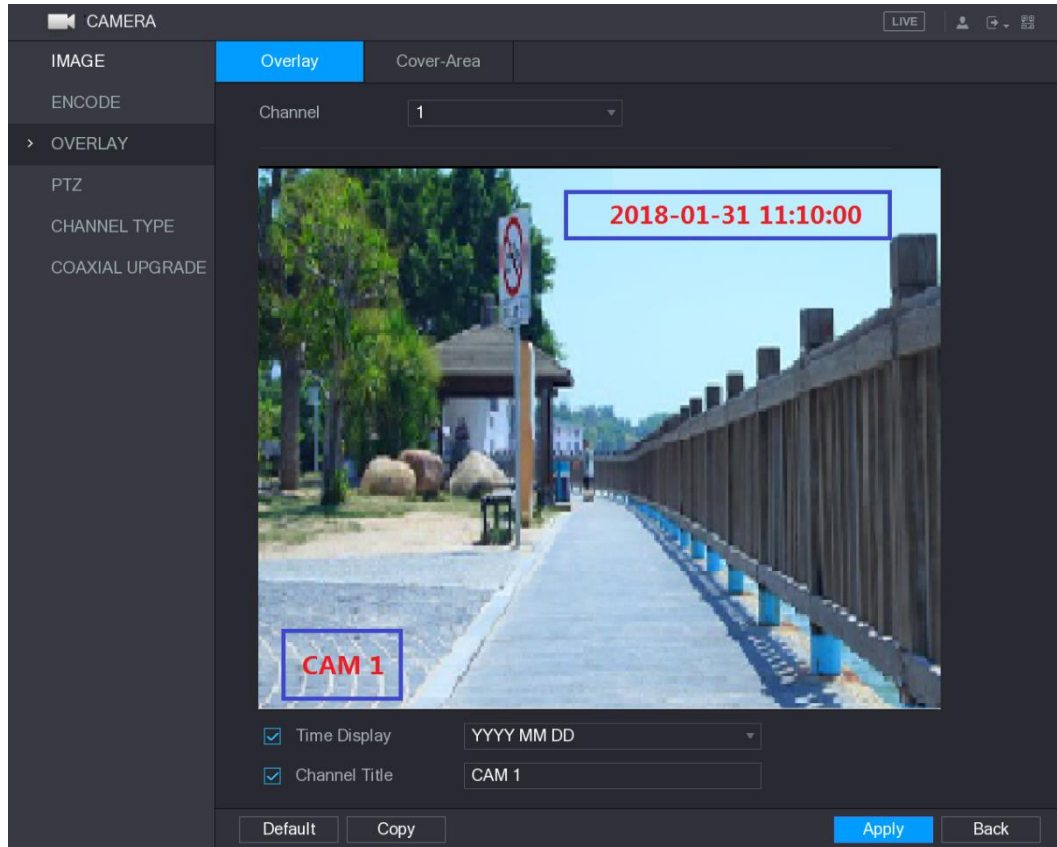 CAMERA
LIVE
IMAGE
ENCODE
> OVERLAY
PTZ
CHANNEL TYPE
COAXIAL UPGRADE
Overlay Cover-Area
Channel 1
2018-01-31 11:10:00
CAM 1
Time Display YYYY MM DD
Channel Title CAM 1
Default Copy Apply Back